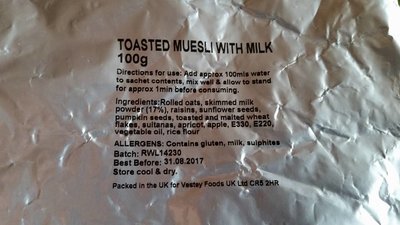 TOASTED MUESLI WITH MILK
100g
Directions for use: Add approx 100mls water
to sachet contents, mix well & allow to stand
for approx 1min before consuming.
Ingredients:Rolled oats, skimmed milk
powder (17%), raisins, sunflower seeds,
pumpkin seeds, toasted and malted wheat
flakes, sultanas, apricot, apple, E330, E220,
vegetable oil, rice flour
ALLERGENS: Contains gluten, milk, sulphites
Batch: RWL14230
Best Before: 31.08.2017
Store cool & dry.
Packed in the UK for Vestey Foods UK Ltd CR5 2HR